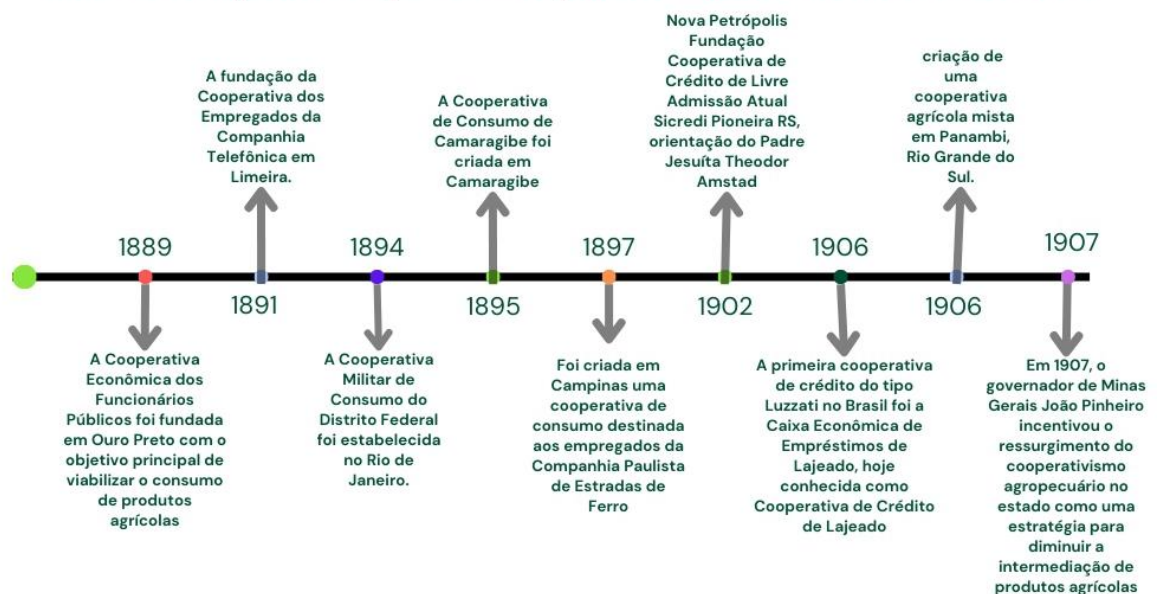 A fundação da
Cooperativa dos
Empregados da
Companhia
Telefônica em
Limeira.
A Cooperativa
de Consumo de
Camaragibe foi
criada em
Camaragibe
Nova Petrópolis
Fundação
Cooperativa de
Crédito de Livre
Admissão Atual
Sicredi Pioneira RS,
orientação do Padre
Jesuíta Theodor
Amstad
criação de
uma
cooperativa
agrícola mista
em Panambi,
Rio Grande do
Sul.
1889
1891
1894
1895
1897
1902
1906
1906
1907
A Cooperativa
Econômica dos
Funcionários
Públicos foi fundada
em Ouro Preto com o
objetivo principal de
viabilizar o consumo
de produtos
agrícolas
A Cooperativa
Militar de
Consumo do
Distrito Federal
foi estabelecida
no Rio de
Janeiro.
Foi criada em
Campinas uma
cooperativa de
consumo destinada
aos empregados da
Companhia Paulista
de Estradas de
Ferro
A primeira cooperativa
de crédito do tipo
Luzzati no Brasil foi a
Caixa Econômica de
Empréstimos de
Lajeado, hoje
conhecida como
Cooperativa de Crédito
de Lajeado
Em 1907, o
governador de Minas
Gerais João Pinheiro
incentivou o
ressurgimento do
cooperativismo
agropecuário no
estado como uma
estratégia para
diminuir a
intermediação de
produtos agrícolas